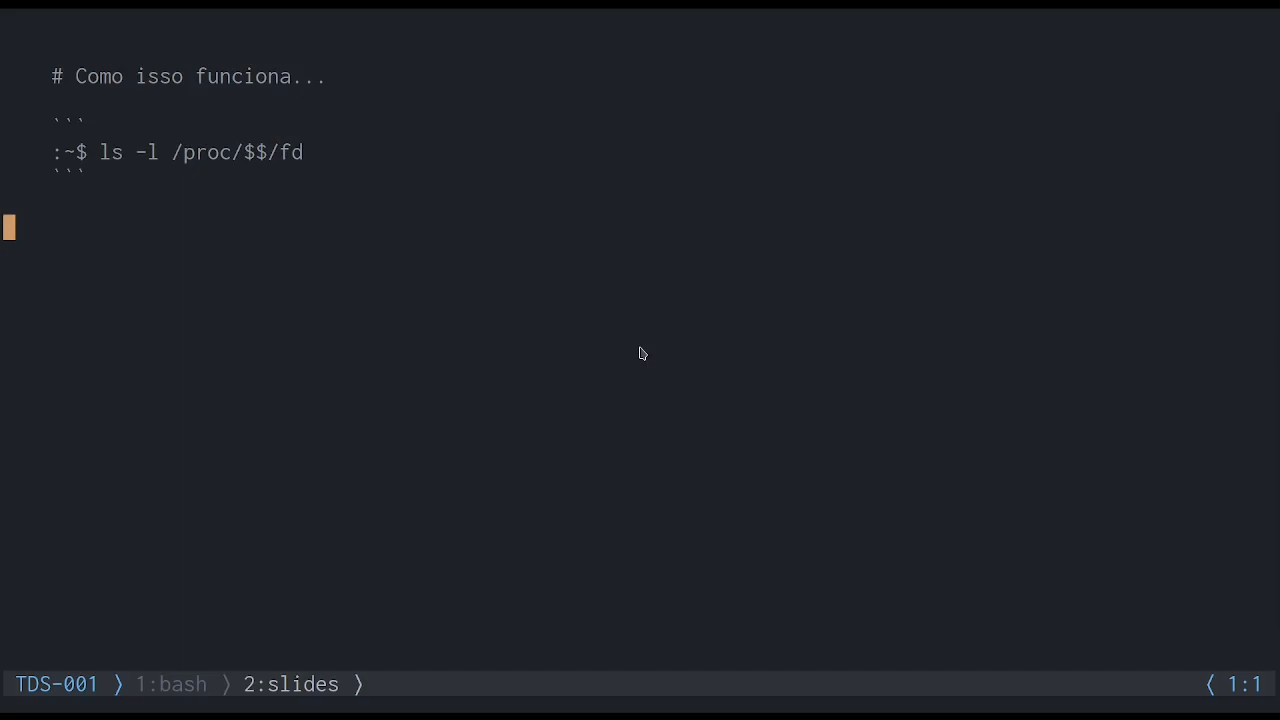 # Como isso funciona...
```
:~$ ls -l /proc/$$/fd
```
TDS-001 ⟩ 1:bash ⟩ 2:slides ⟩ ⟨ 1:1